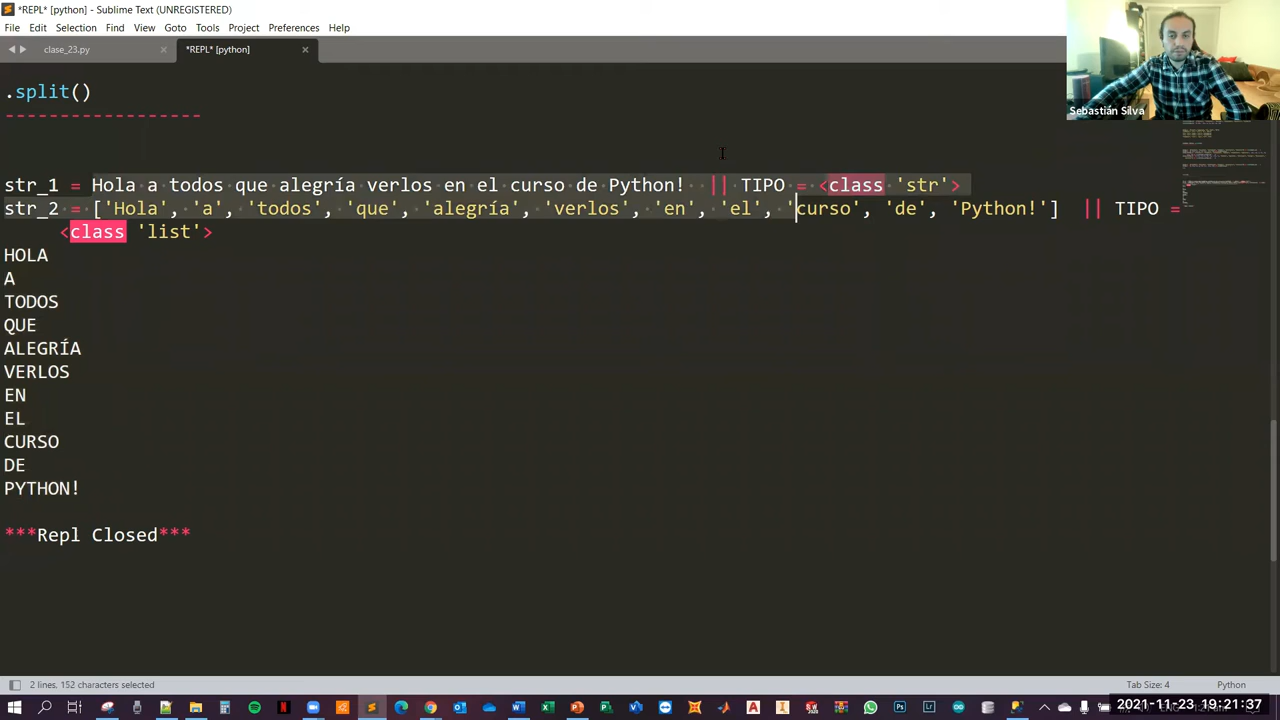 *REPL* [python] - Sublime Text (UNREGISTERED)
File Edit Selection Find View Goto Tools Project Preferences Help
clase_23.py × *REPL* [python] ×
Sebastián Silva
.split()
------------------
str_1 = Hola a todos que alegría verlos en el curso de Python!  || TIPO = <class 'str'>
str_2 = ['Hola', 'a', 'todos', 'que', 'alegría', 'verlos', 'en', 'el', 'curso', 'de', 'Python!']  || TIPO =
<class 'list'>
HOLA
A
TODOS
QUE
ALEGRÍA
VERLOS
EN
EL
CURSO
DE
PYTHON!
***Repl Closed***
2 lines, 152 characters selected
Tab Size: 4 Python
2021-11-23 19:21:37